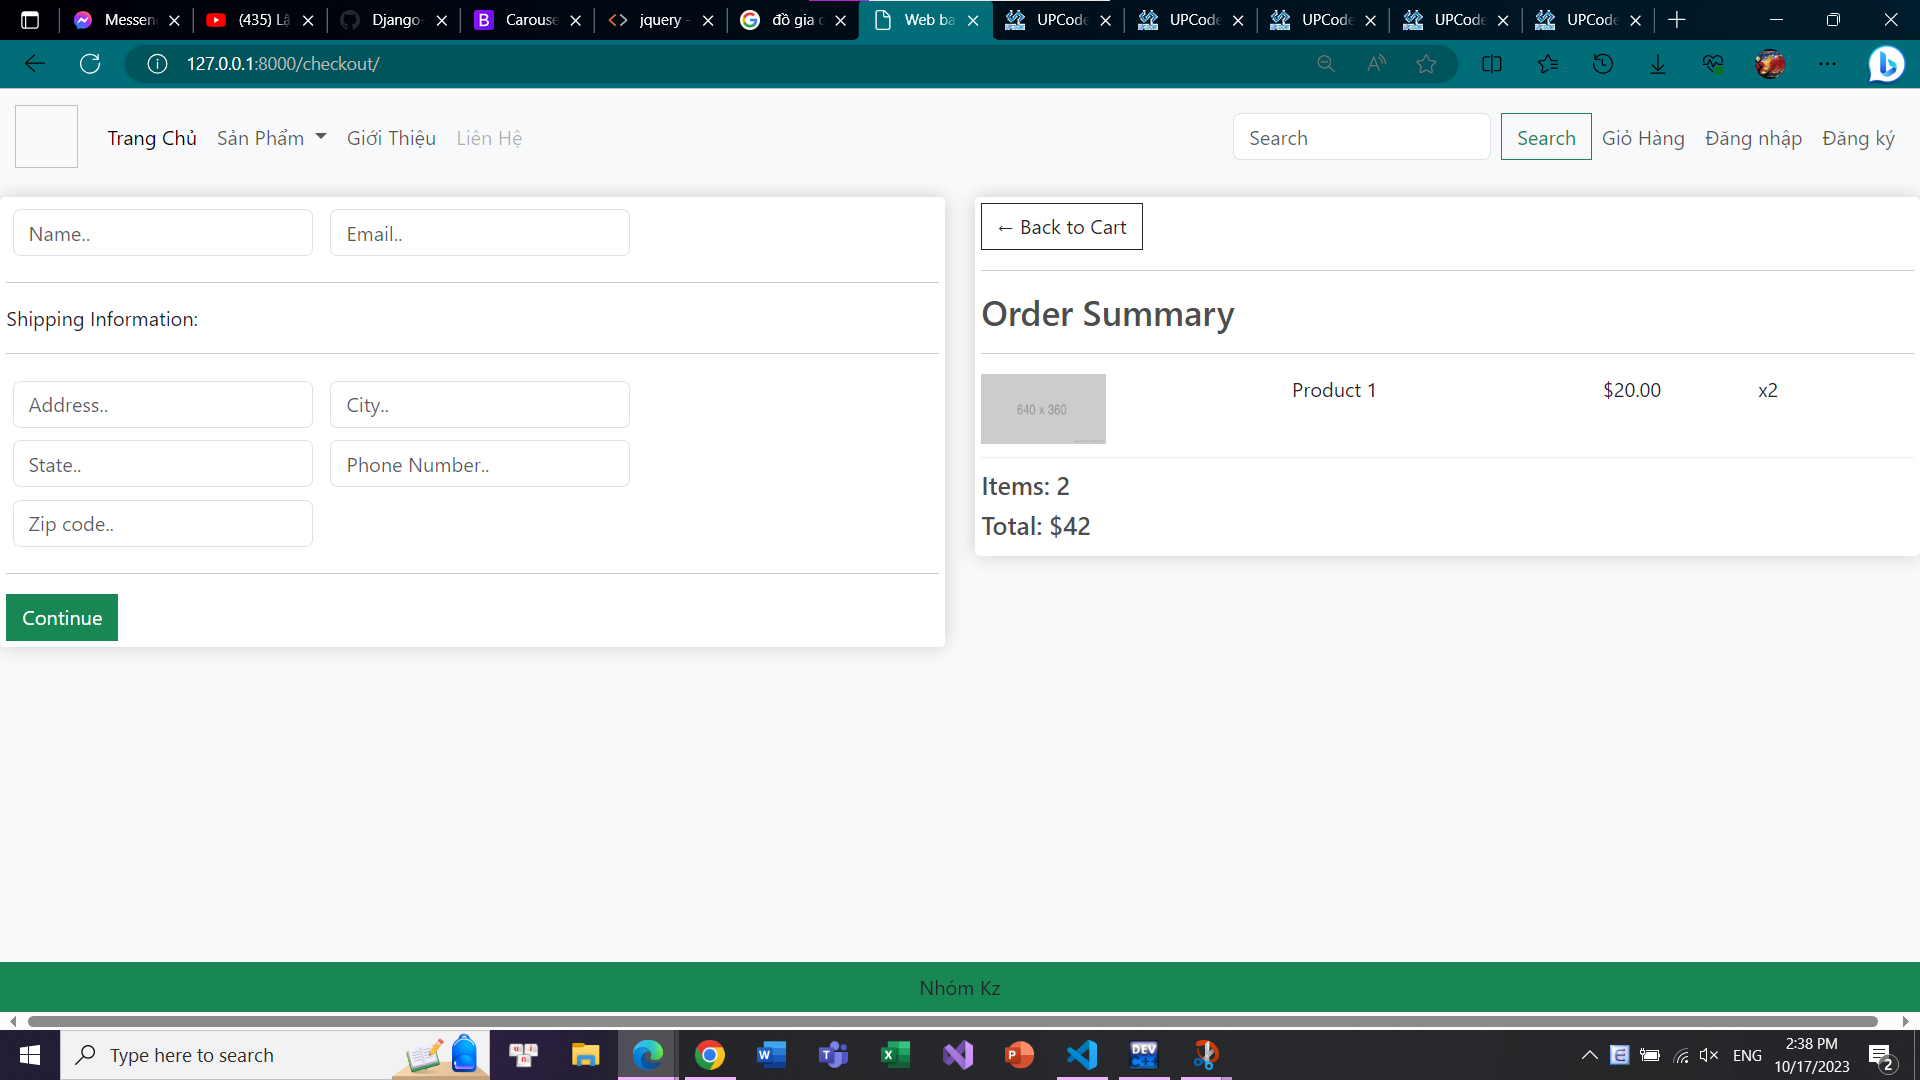 Messen
(435) Lậ
Django-
Carouse
jquery -
đồ gia d
Web ba
UPCode
UPCode
UPCode
UPCode
UPCode
127.0.0.1:8000/checkout/
Trang Chủ Sản Phẩm Giới Thiệu Liên Hệ Search Search Giỏ Hàng Đăng nhập Đăng ký
Name.. Email..
Shipping Information:
Address.. City..
State.. Phone Number..
Zip code..
Continue
← Back to Cart
Order Summary
640 x 360 Product 1 $20.00 x2
Items: 2
Total: $42
Nhóm Kz
Type here to search
ENG
2:38 PM
10/17/2023
2